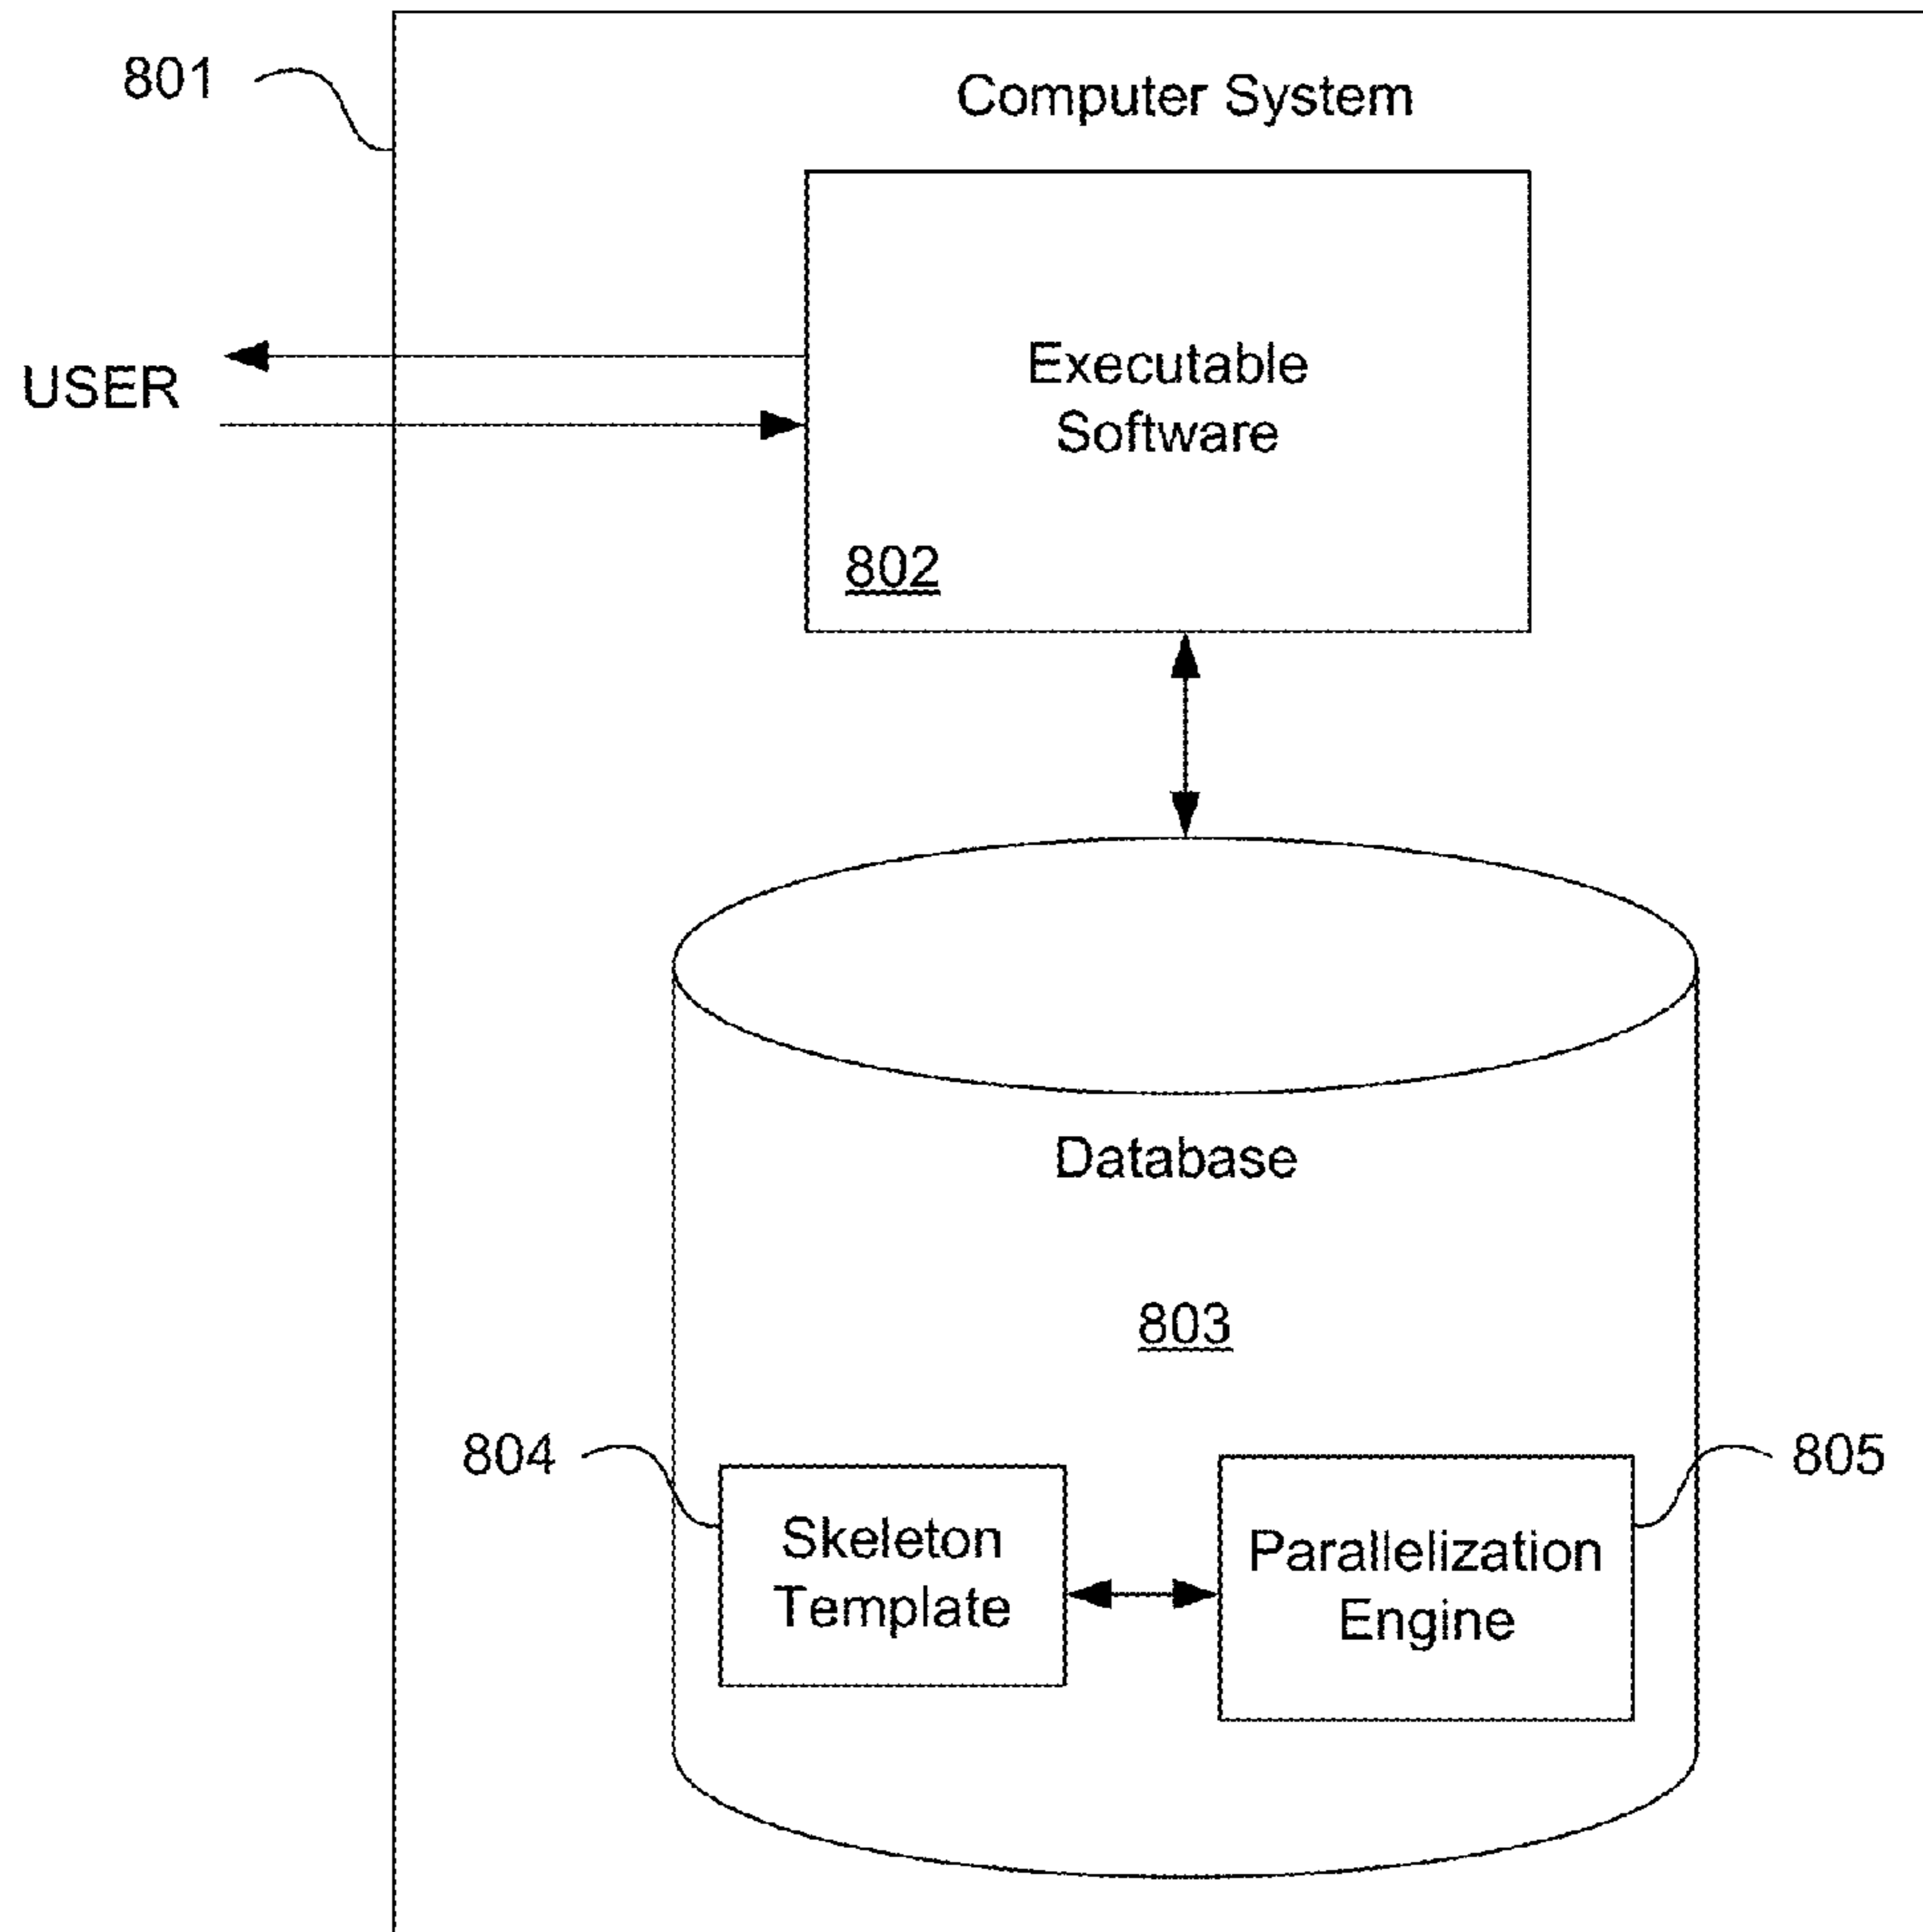 801
Computer System
USER
Executable
Software
802
Database
803
804
805
Skeleton
Template
Parallelization
Engine